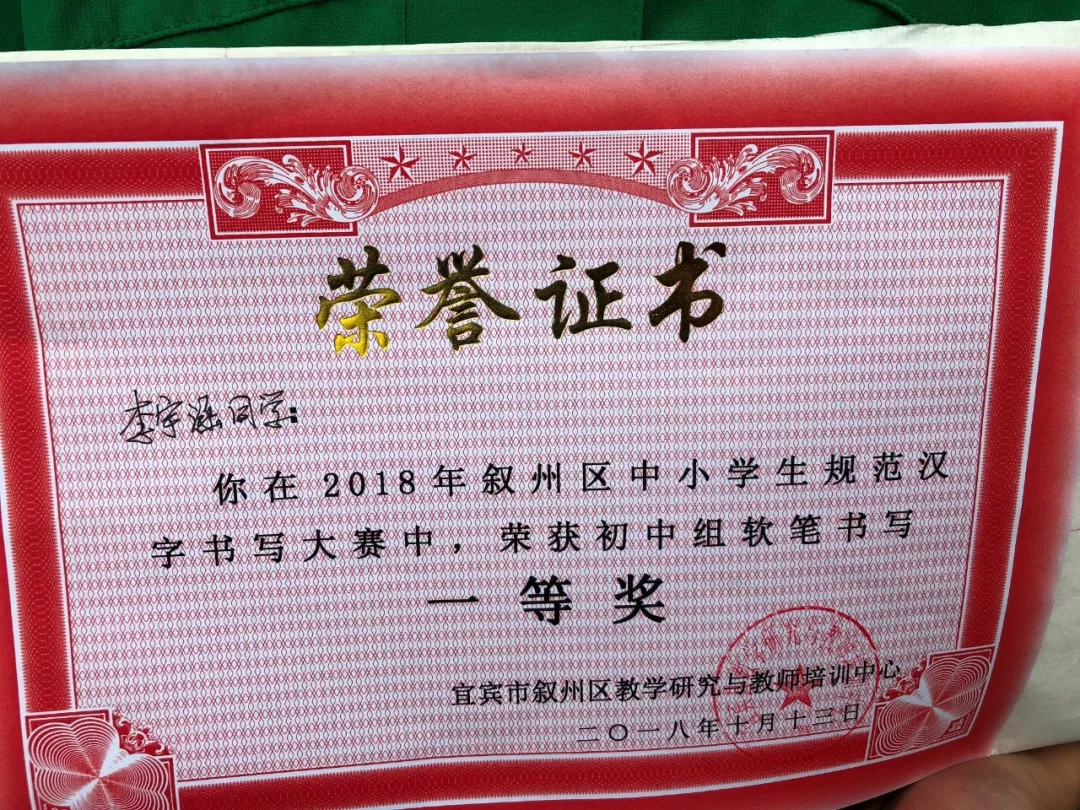 荣誉证书
李宇涵同学：
你在2018年叙州区中小学生规范汉
字书写大赛中，荣获初中组软笔书写
一等奖
宜宾市叙州区教学研究与教师培训中心
二〇一八年十月十三日